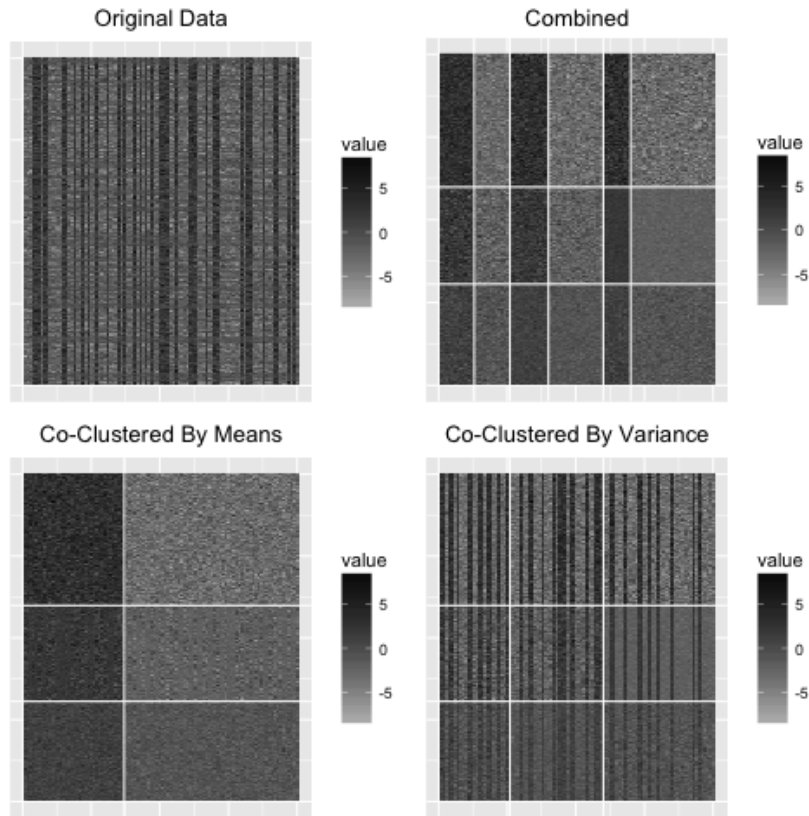 Original Data
value
5
0
-5
Combined
value
5
0
-5
Co-Clustered By Means
value
5
0
-5
Co-Clustered By Variance
value
5
0
-5